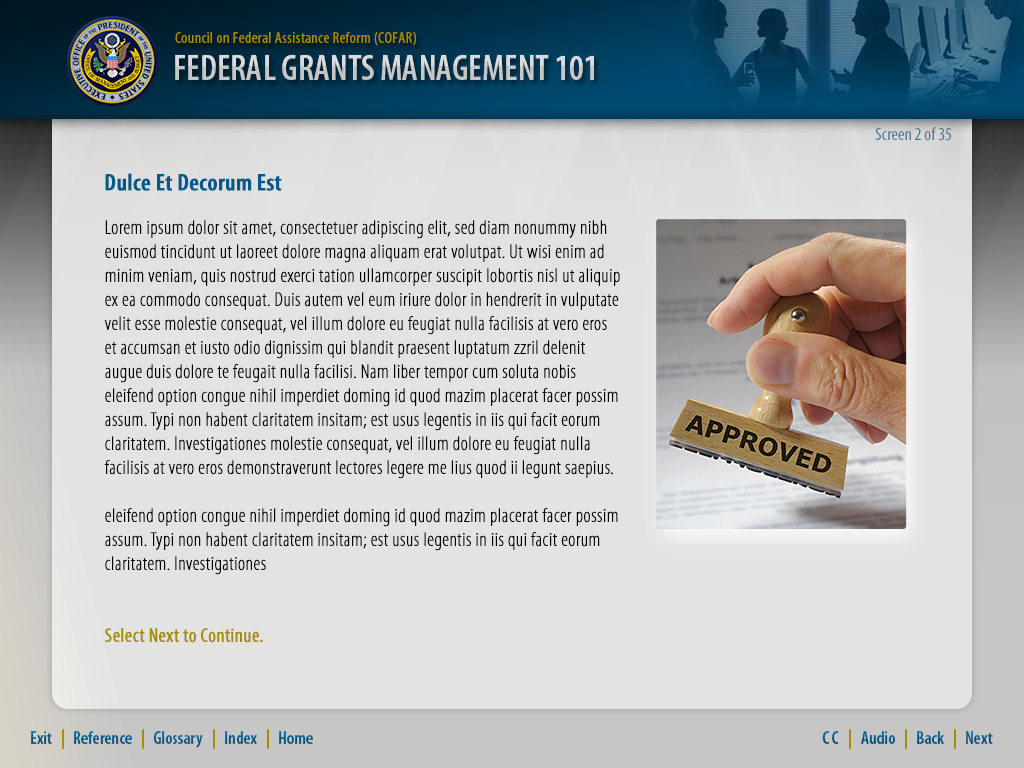 EXECUTIVE OFFICE OF THE PRESIDENT OF THE UNITED STATES
Council on Federal Assistance Reform (COFAR)
FEDERAL GRANTS MANAGEMENT 101
Screen 2 of 35
Dulce Et Decorum Est
Lorem ipsum dolor sit amet, consectetuer adipiscing elit, sed diam nonummy nibh
euismod tincidunt ut laoreet dolore magna aliquam erat volutpat. Ut wisi enim ad
minim veniam, quis nostrud exerci tation ullamcorper suscipit lobortis nisl ut aliquip
ex ea commodo consequat. Duis autem vel eum iriure dolor in hendrerit in vulputate
velit esse molestie consequat, vel illum dolore eu feugiat nulla facilisis at vero eros
et accumsan et iusto odio dignissim qui blandit praesent luptatum zzril delenit
augue duis dolore te feugait nulla facilisi. Nam liber tempor cum soluta nobis
eleifend option congue nihil imperdiet doming id quod mazim placerat facer possim
assum. Typi non habent claritatem insitam; est usus legentis in iis qui facit eorum
claritatem. Investigationes molestie consequat, vel illum dolore eu feugiat nulla
facilisis at vero eros demonstraverunt lectores legere me lius quod ii legunt saepius.
eleifend option congue nihil imperdiet doming id quod mazim placerat facer possim
assum. Typi non habent claritatem insitam; est usus legentis in iis qui facit eorum
claritatem. Investigationes
APPROVED
Select Next to Continue.
Exit | Reference | Glossary | Index | Home
CC | Audio | Back | Next